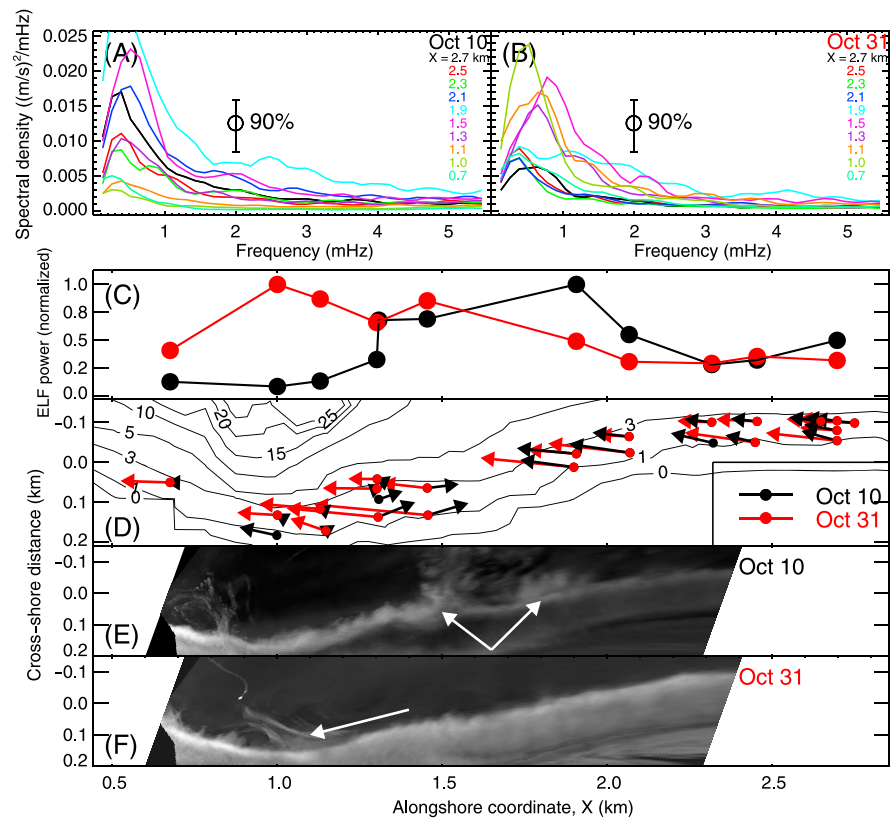 (A)
Oct 10
X = 2.7 km
2.5
2.3
2.1
1.9
1.5
1.3
1.1
1.0
0.7
90%
0.025
0.020
0.015
0.010
0.005
0.000
Spectral density ((m/s)²/mHz)
1 2 3 4 5
Frequency (mHz)
(B)
Oct 31
X = 2.7 km
2.5
2.3
2.1
1.9
1.5
1.3
1.1
1.0
0.7
90%
1 2 3 4 5
Frequency (mHz)
(C)
ELF power (normalized)
1.0
0.8
0.5
0.2
0.0
(D)
-0.1
0.0
0.1
0.2
10
5
3
1
0
20
25
15
3
1
0
Oct 10
Oct 31
Cross-shore distance (km)
(E)
Oct 10
-0.1
0.0
0.1
0.2
(F)
Oct 31
-0.1
0.0
0.1
0.2
0.5 1.0 1.5 2.0 2.5
Alongshore coordinate, X (km)